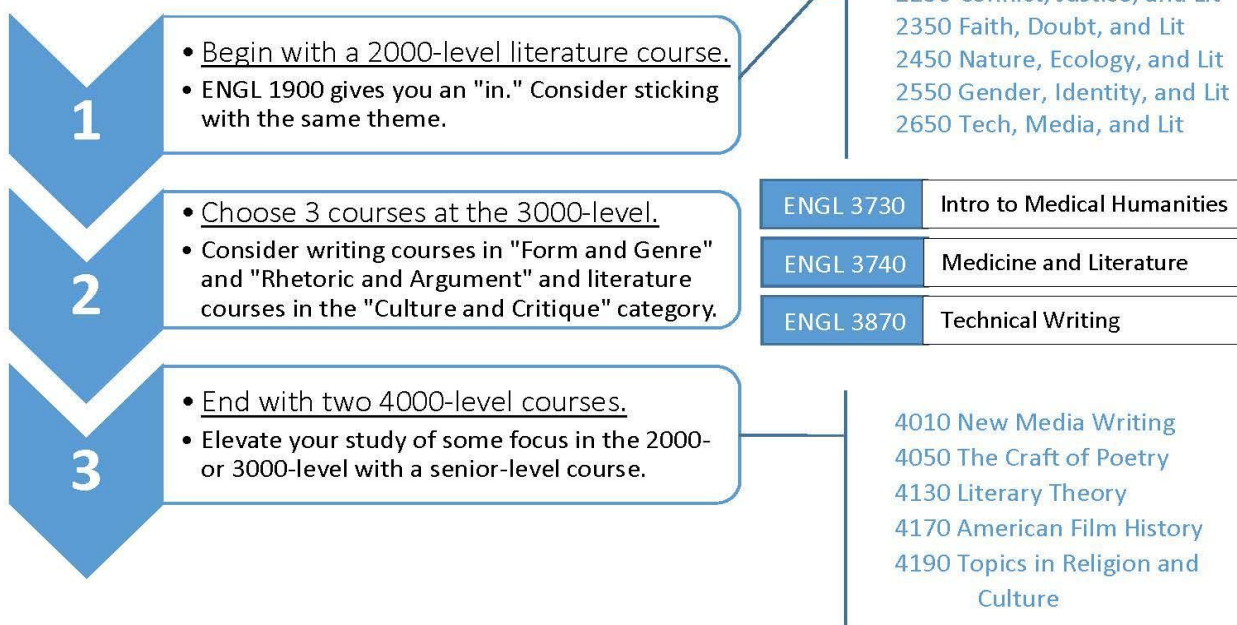 1
• Begin with a 2000-level literature course.
• ENGL 1900 gives you an "in." Consider sticking
with the same theme.
2350 Faith, Doubt, and Lit
2450 Nature, Ecology, and Lit
2550 Gender, Identity, and Lit
2650 Tech, Media, and Lit
2
• Choose 3 courses at the 3000-level.
• Consider writing courses in "Form and Genre"
and "Rhetoric and Argument" and literature
courses in the "Culture and Critique" category.
ENGL 3730 Intro to Medical Humanities
ENGL 3740 Medicine and Literature
ENGL 3870 Technical Writing
3
• End with two 4000-level courses.
• Elevate your study of some focus in the 2000-
or 3000-level with a senior-level course.
4010 New Media Writing
4050 The Craft of Poetry
4130 Literary Theory
4170 American Film History
4190 Topics in Religion and
Culture